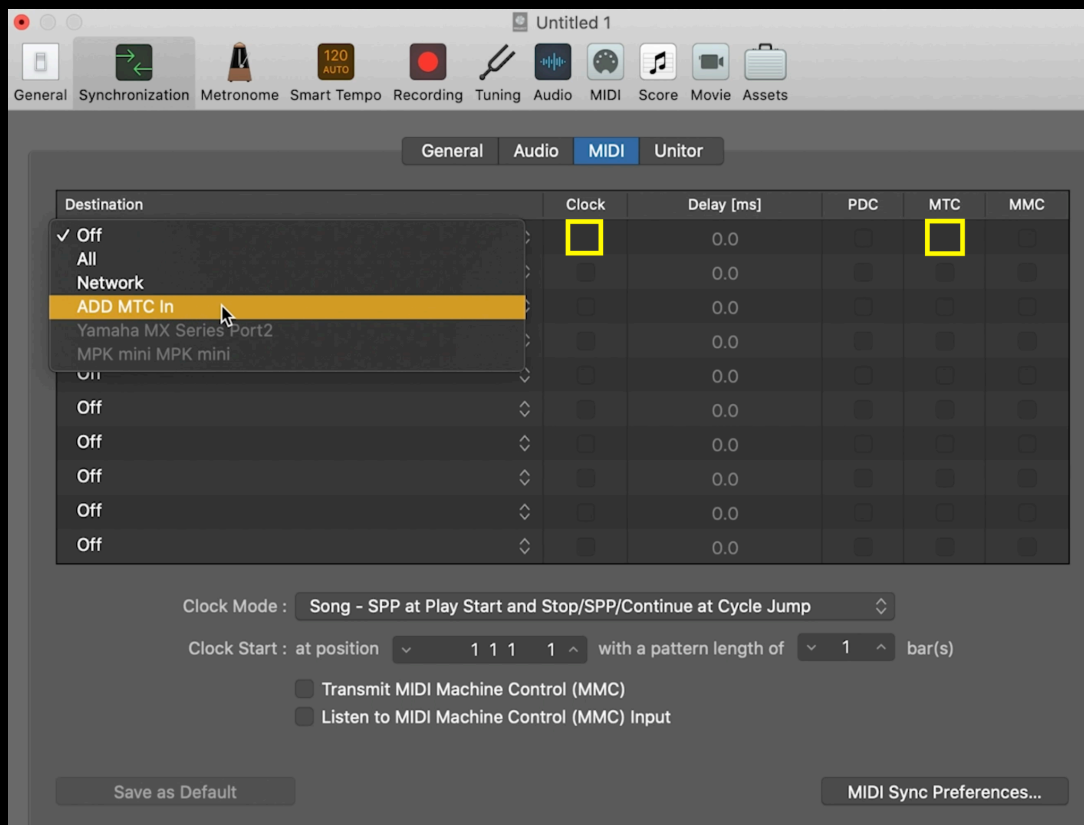 Untitled 1
120
AUTO
General Synchronization Metronome Smart Tempo Recording Tuning Audio MIDI Score Movie Assets
General Audio MIDI Unitor
Destination Clock Delay [ms] PDC MTC MMC
✓ Off 0.0
All
0.0
Network
ADD MTC In 0.0
Yamaha MX Series Port2
0.0
MPK mini MPK mini
Off 0.0
Off 0.0
Off 0.0
Off 0.0
Off 0.0
Off 0.0
Clock Mode : Song - SPP at Play Start and Stop/SPP/Continue at Cycle Jump
Clock Start : at position 1 1 1 1 with a pattern length of 1 bar(s)
Transmit MIDI Machine Control (MMC)
Listen to MIDI Machine Control (MMC) Input
Save as Default MIDI Sync Preferences...